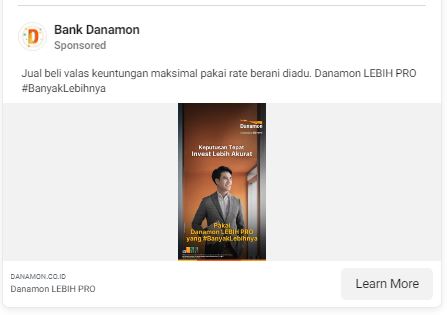 Bank Danamon
Sponsored
Jual beli valas keuntungan maksimal pakai rate berani diadu. Danamon LEBIH PRO
#BanyakLebihnya
Danamon
Keputusan Tepat
Invest Lebih Akurat
Pakai
Danamon LEBIH PRO
yang #BanyakLebihnya
DANAMON.CO.ID
Danamon LEBIH PRO
Learn More